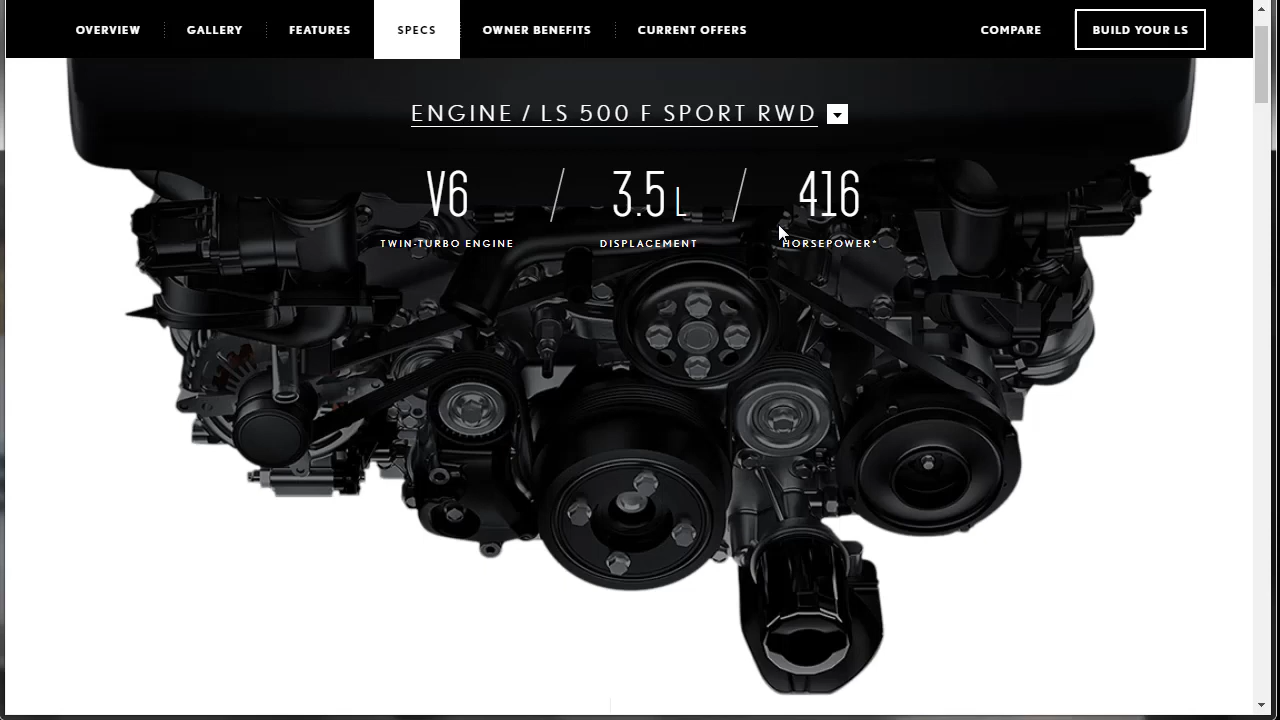 OVERVIEW GALLERY FEATURES SPECS OWNER BENEFITS CURRENT OFFERS COMPARE BUILD YOUR LS
ENGINE / LS 500 F SPORT RWD
V6 / 3.5 L / 416
TWIN-TURBO ENGINE DISPLACEMENT HORSEPOWER*